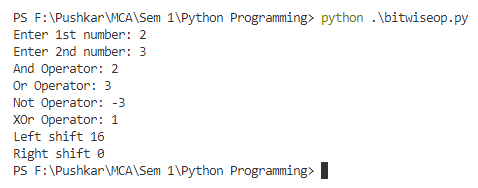 PS F:\Pushkar\MCA\Sem 1\Python Programming> python .\bitwiseop.py
Enter 1st number: 2
Enter 2nd number: 3
And Operator: 2
Or Operator: 3
Not Operator: -3
XOr Operator: 1
Left shift 16
Right shift 0
PS F:\Pushkar\MCA\Sem 1\Python Programming>